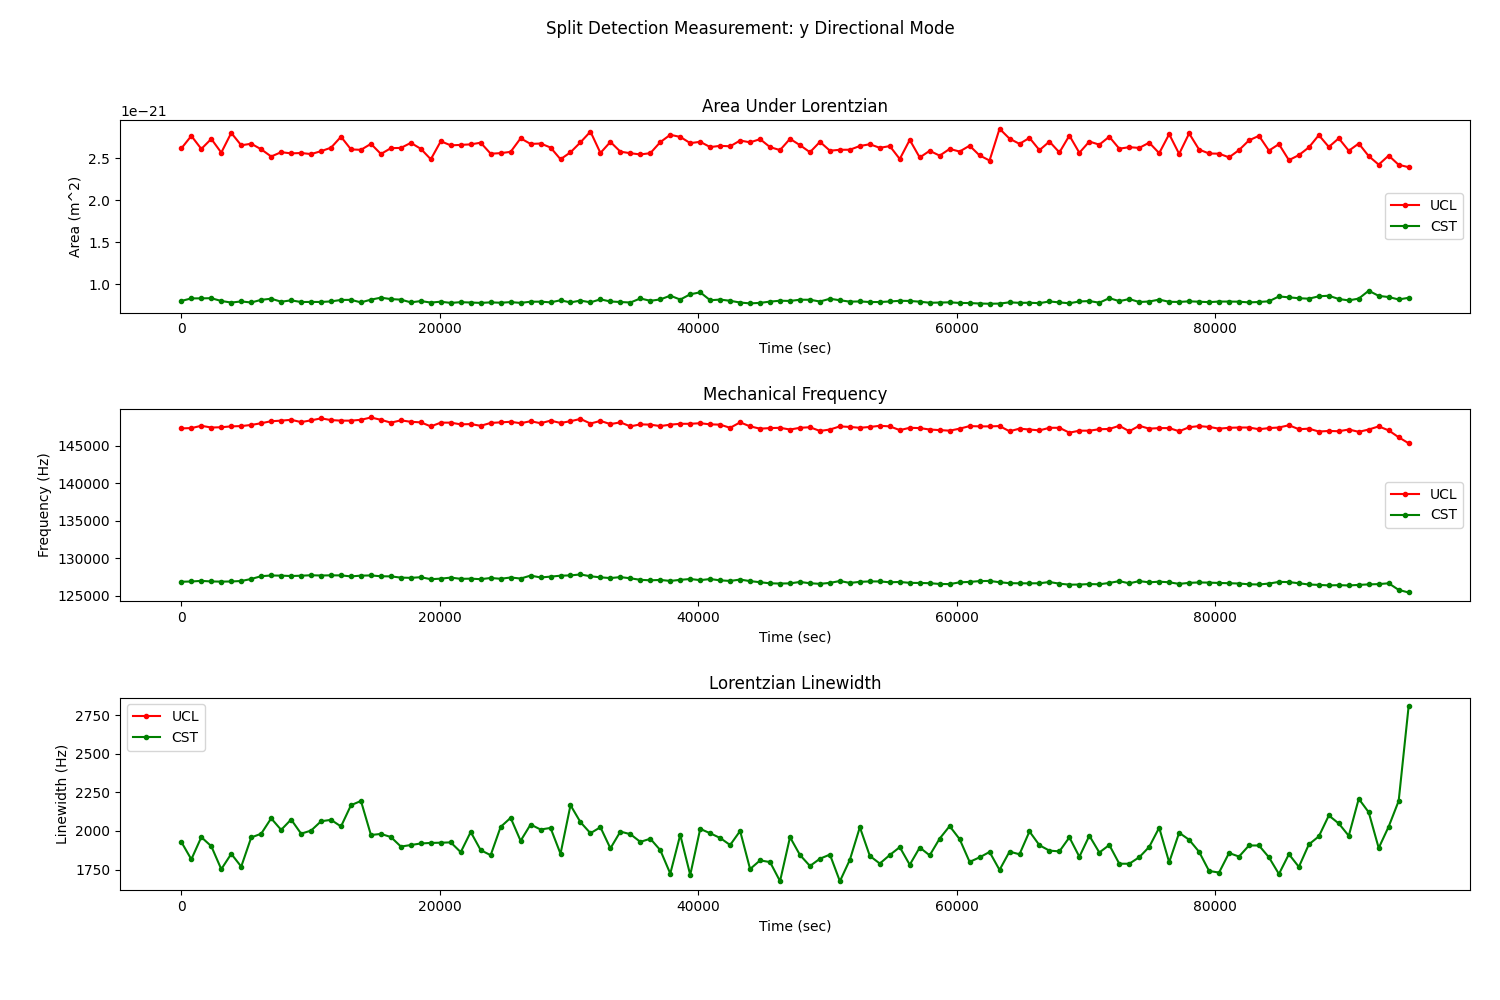 Split Detection Measurement: y Directional Mode
Area Under Lorentzian
1e−21
2.5
2.0
1.5
1.0
Area (m^2)
UCL
CST
0 20000 40000 60000 80000
Time (sec)
Mechanical Frequency
145000
140000
135000
130000
125000
Frequency (Hz)
UCL
CST
0 20000 40000 60000 80000
Time (sec)
Lorentzian Linewidth
2750
2500
2250
2000
1750
Linewidth (Hz)
UCL
CST
0 20000 40000 60000 80000
Time (sec)